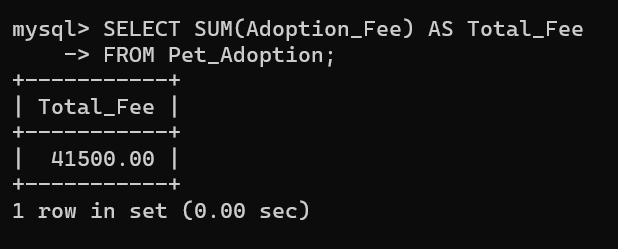 mysql> SELECT SUM(Adoption_Fee) AS Total_Fee
    -> FROM Pet_Adoption;
+-----------+
| Total_Fee |
+-----------+
|  41500.00 |
+-----------+
1 row in set (0.00 sec)